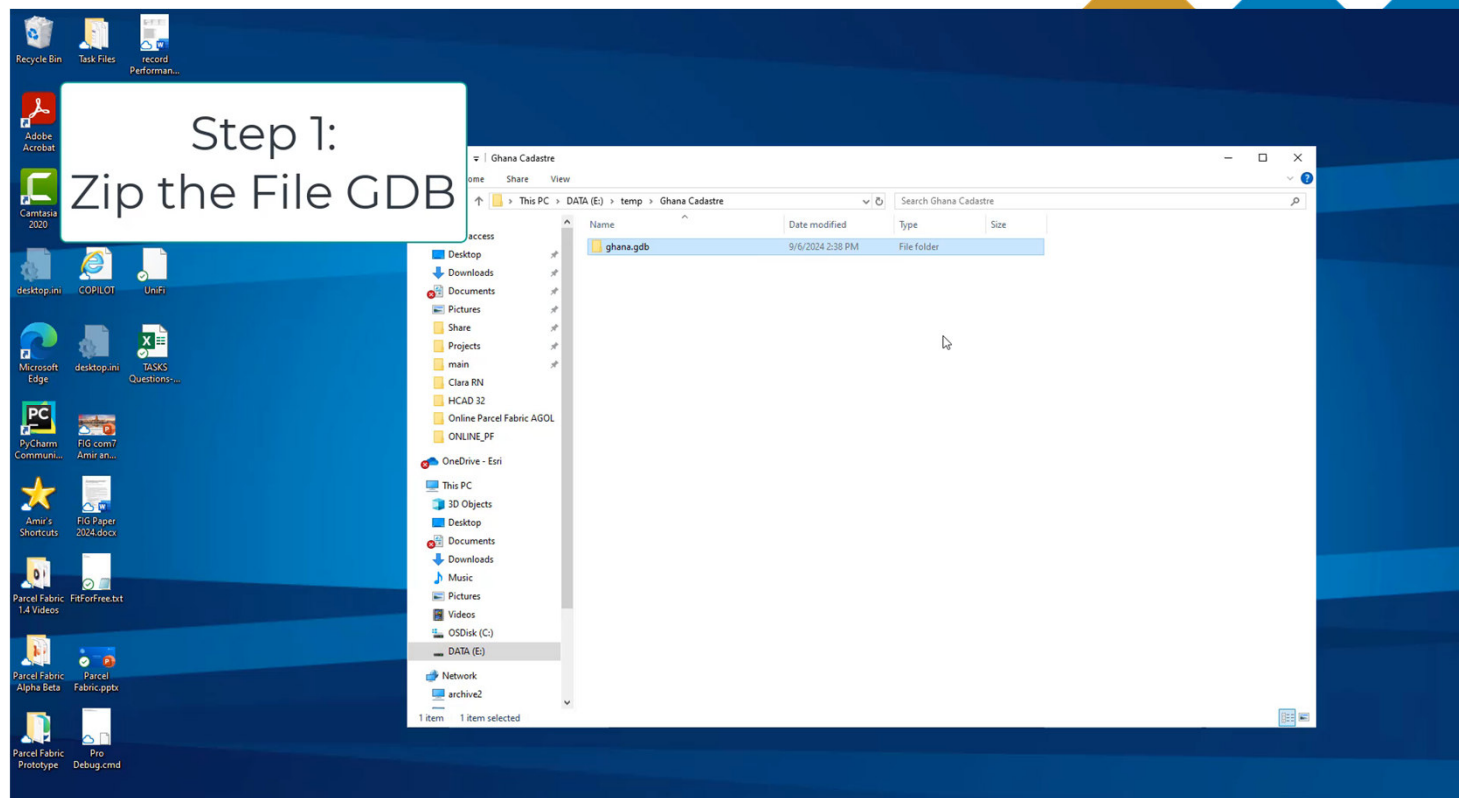 Recycle Bin
Task Files
record
Performan...
Adobe
Acrobat
Step 1:
Zip the File GDB
Camtasia
2020
desktop.ini
COPILOT
UniFi
Microsoft
Edge
desktop.ini
TASKS
Questions-...
PyCharm
Communi...
FIG com7
Amir an...
Amir's
Shortcuts
FIG Paper
2024.docx
Parcel Fabric
1.4 Videos
FitForFree.txt
Parcel Fabric
Alpha Beta
Parcel
Fabric.pptx
Parcel Fabric
Prototype
Pro
Debug.cmd
Ghana Cadastre
ome Share View
This PC > DATA (E:) > temp > Ghana Cadastre
Search Ghana Cadastre
Name Date modified Type Size
ghana.gdb 9/6/2024 2:38 PM File folder
access
Desktop
Downloads
Documents
Pictures
Share
Projects
main
Clara RN
HCAD 32
Online Parcel Fabric AGOL
ONLINE_PF
OneDrive - Esri
This PC
3D Objects
Desktop
Documents
Downloads
Music
Pictures
Videos
OSDisk (C:)
DATA (E:)
Network
archive2
1 item 1 item selected